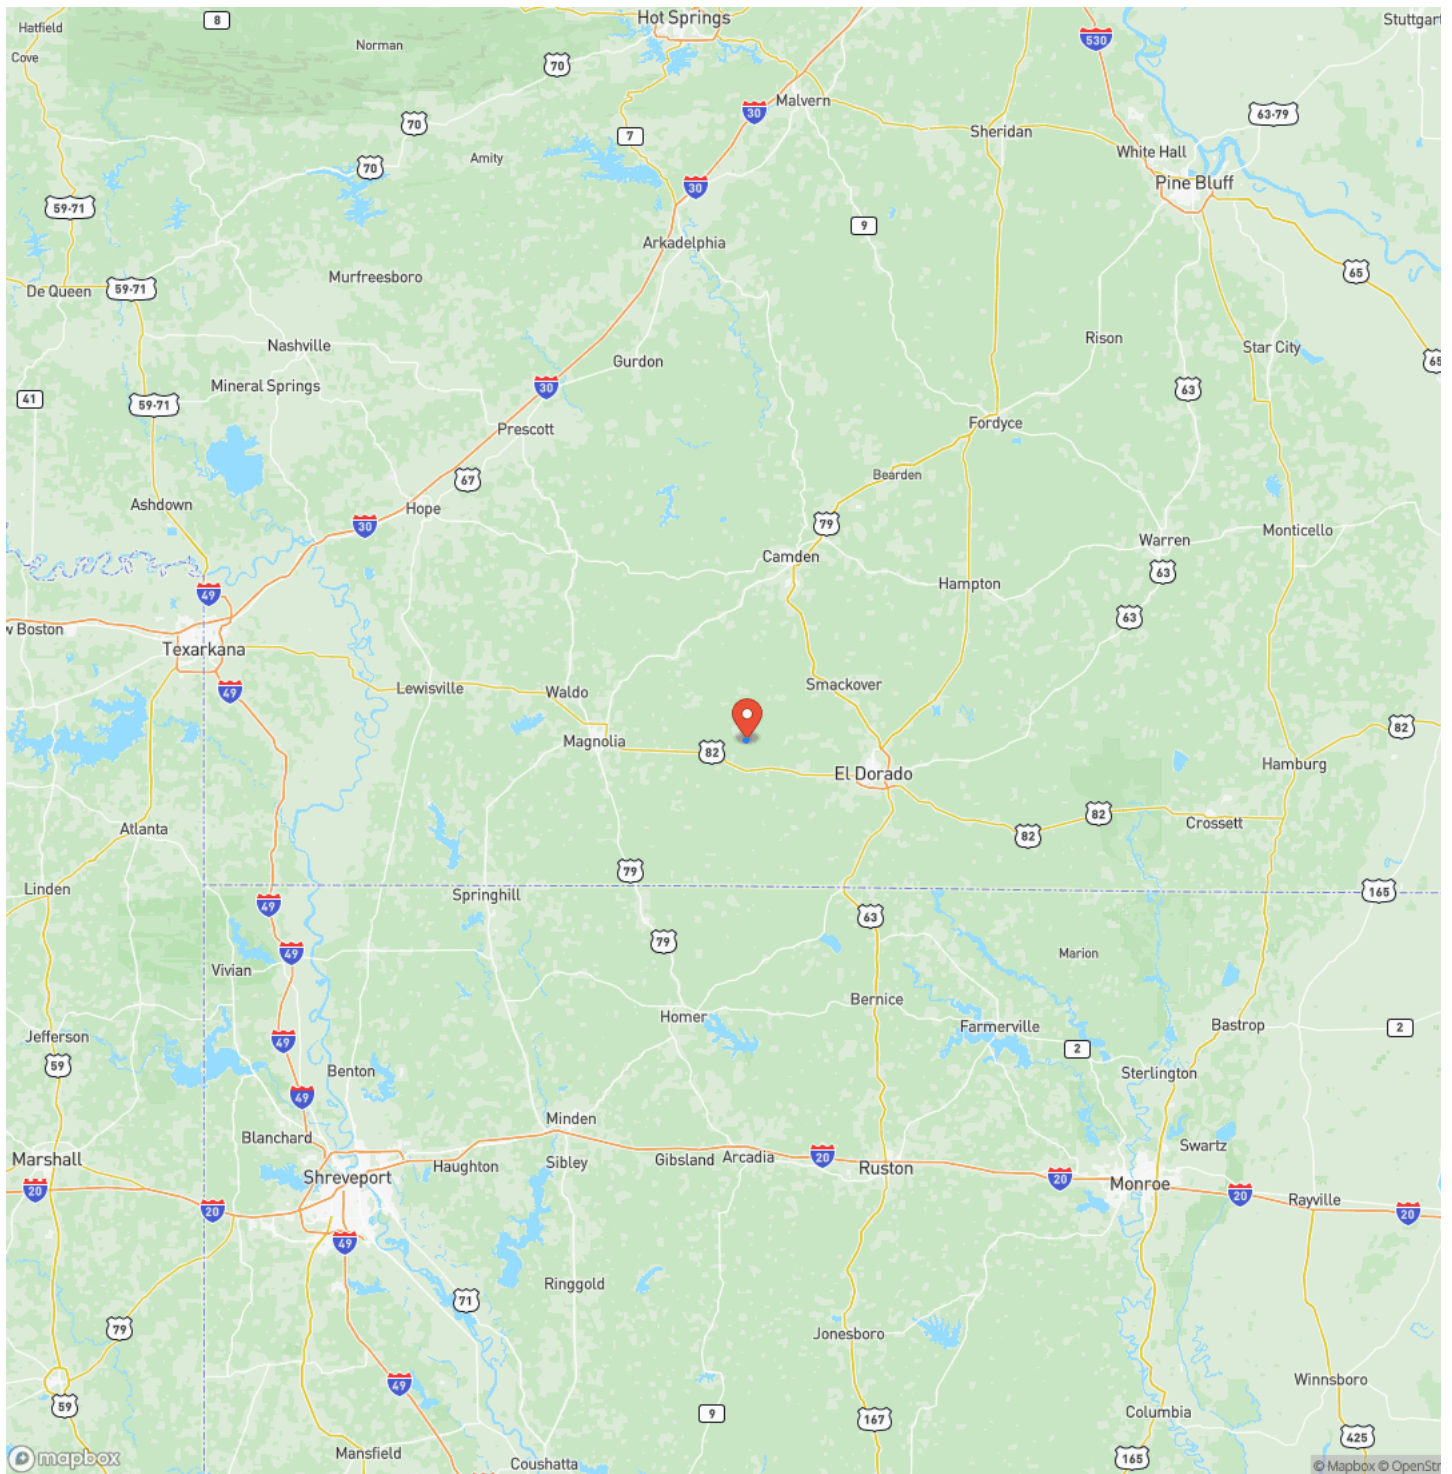 Hatfield
8
Hot Springs
Stuttgart
Norman
530
Cove
70
Malvern
30
63-79
70
Sheridan
7
White Hall
Amity
70
Pine Bluff
30
59-71
9
Arkadelphia
65
Murfreesboro
De Queen
59-71
Rison
Nashville
Star City
Gurdon
65
Mineral Springs
30
63
41
59-71
Fordyce
Prescott
Bearden
67
Ashdown
Hope
30
79
Monticello
Warren
Camden
63
Hampton
49
63
w Boston
Texarkana
Smackover
Lewisville
Waldo
49
82
Magnolia
82
Hamburg
El Dorado
82
Crossett
Atlanta
82
79
Linden
165
Springhill
49
63
79
49
Marion
Vivian
Bernice
Homer
Farmerville
Bastrop
2
Jefferson
49
2
59
Benton
Sterlington
49
Minden
Blanchard
Swartz
Marshall
Haughton
Sibley
Gibsland
Arcadia
20
Ruston
Shreveport
20
Monroe
20
20
Rayville
20
20
49
Ringgold
71
79
Jonesboro
49
Winnsboro
59
9
167
Columbia
425
Mansfield
165
Coushatta
mapbox
© Mapbox © OpenStr